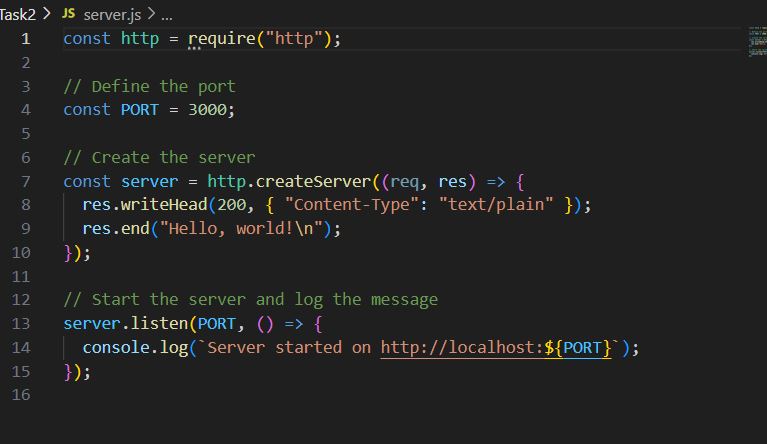 Task2 > JS server.js > ...
1 const http = require("http");
2
3 // Define the port
4 const PORT = 3000;
5
6 // Create the server
7 const server = http.createServer((req, res) => {
8   res.writeHead(200, { "Content-Type": "text/plain" });
9   res.end("Hello, world!\n");
10 });
11
12 // Start the server and log the message
13 server.listen(PORT, () => {
14   console.log(`Server started on http://localhost:${PORT}`);
15 });
16